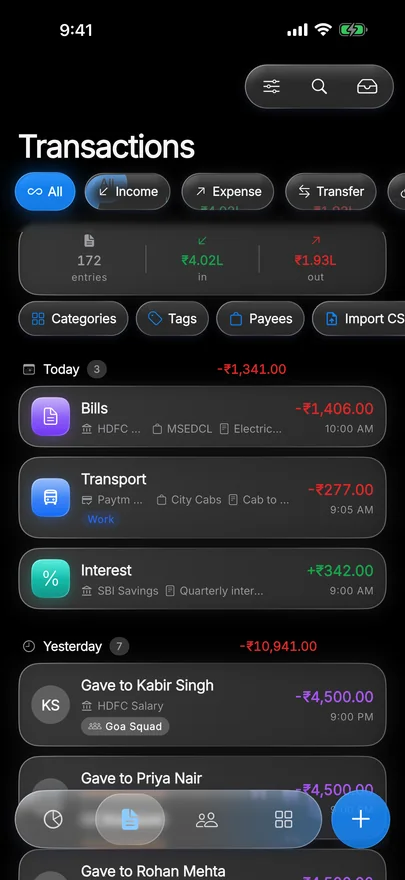 9:41
Transactions
All
Income
Expense
Transfer
172
entries
₹4.02L
in
₹1.93L
out
Categories
Tags
Payees
Import CS
Today 3 -₹1,341.00
Bills
-₹1,406.00
HDFC ... MSEDCL Electric...
10:00 AM
Transport
-₹277.00
Paytm ... City Cabs Cab to ...
9:05 AM
Work
Interest
+₹342.00
SBI Savings Quarterly inter...
9:00 AM
Yesterday 7 -₹10,941.00
KS
Gave to Kabir Singh
-₹4,500.00
HDFC Salary
9:00 PM
Goa Squad
Gave to Priya Nair
-₹4,500.00
Gave to Rohan Mehta